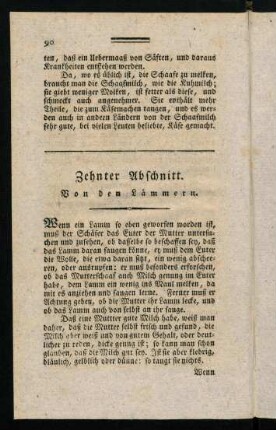 90
ten, daß ein Uebermaaß von Säften, und daraus
Krankheiten entstehen werden.
Da, wo es üblich ist, die Schaafe zu melken,
braucht man die Schaafmilch, wie die Kuhmilch;
sie giebt weniger Molken, ist fetter als diese, und
schmeckt auch angenehmer. Sie enthält mehr
Theile, die zum Käsemachen taugen, und es wer-
den auch in andern Ländern von der Schaafmilch
sehr gute, bey vielen Leuten beliebte, Käse gemacht.
Zehnter Abschnitt.
Von den Lämmern.
Wenn ein Lamm so eben geworfen worden ist,
muß der Schäfer das Euter der Mutter untersu-
chen und zusehen, ob dasselbe so beschaffen sey, daß
das Lamm daran saugen könne, er muß dem Euter
die Wolle, die etwa daran sitzt, ein wenig abscheren,
oder ausrupfen: er muß besonders erforschen,
ob das Mutterschaaf auch Milch genung im Euter
habe, dem Lamm ein wenig ins Maul melken, da
mit es anziehen und saugen lerne. Ferner muß er
Achtung geben, ob die Mutter ihr Lamm lecke, und
ob das Lamm auch von selbst an ihr sauge.
Daß eine Mutter gute Milch habe, weiß man
daher, daß die Mutter selbst frisch und gesund, die
Milch aber weiß und von gutem Gehalt, oder deut-
licher zu reden, dicke genug ist; so kann man schon
glauben, daß die Milch gut sey. Ist sie aber klebrig,
bläulich, gelblich oder dünne: so taugt sie nichts.
Wenn